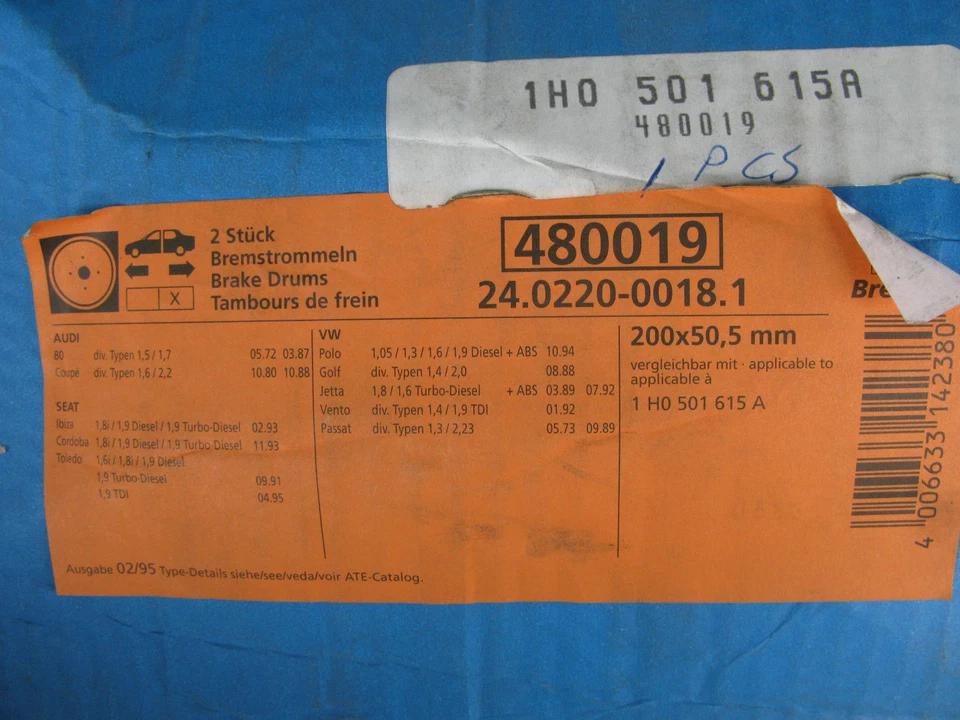 1H0 501 615A
480019
1 PCS
2 Stück
Bremstrommeln
Brake Drums
Tambours de frein
X
480019
24.0220-0018.1
AUDI
80 div. Typen 1,5 / 1,7 05.72 03.87
Coupé div. Typen 1,6 / 2,2 10.80 10.88
SEAT
Ibiza 1,8i / 1,9 Diesel / 1,9 Turbo-Diesel 02.93
Cordoba 1,8i / 1,9 Diesel / 1,9 Turbo-Diesel 11.93
Toledo 1,6i / 1,8i / 1,9 Diesel
1,9 Turbo-Diesel 09.91
1,9 TDI 04.95
VW
Polo 1,05 / 1,3 / 1,6 / 1,9 Diesel + ABS 10.94
Golf div. Typen 1,4 / 2,0 08.88
Jetta 1,8 / 1,6 Turbo-Diesel + ABS 03.89 07.92
Vento div. Typen 1,4 / 1,9 TDI 01.92
Passat div. Typen 1,3 / 2,23 05.73 09.89
200x50,5 mm
vergleichbar mit · applicable to
applicable à
1 H0 501 615 A
Bre
4 006633 142380
Ausgabe 02/95 Type-Details siehe/see/veda/voir ATE-Catalog.